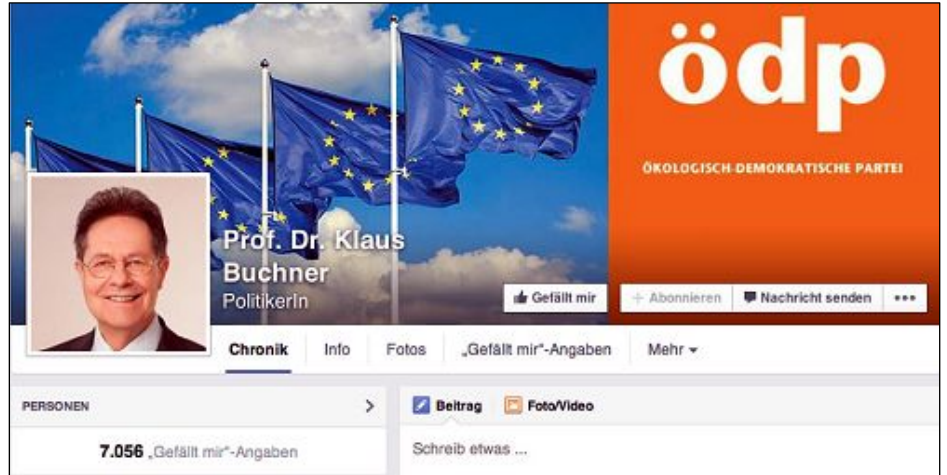 ödp
ÖKOLOGISCH DEMOKRATISCHE PARTEI
Prof. Dr. Klaus
Buchner
PolitikerIn
Gefällt mir
+ Abonnieren
Nachricht senden
•••
Chronik Info Fotos „Gefällt mir“-Angaben Mehr
PERSONEN >
7.056 „Gefällt mir“-Angaben
Beitrag Foto/Video
Schreib etwas ...